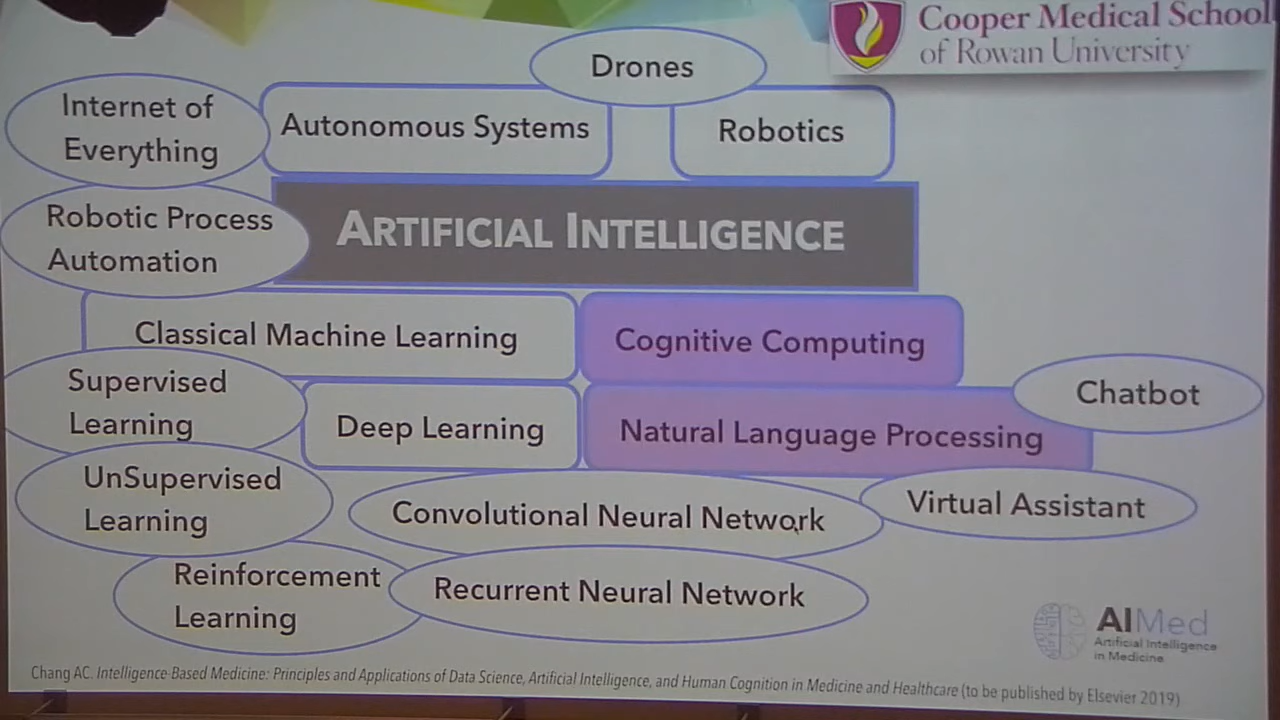 Cooper Medical School
of Rowan University
Drones
Internet of
Everything
Autonomous Systems
Robotics
Robotic Process
Automation
ARTIFICIAL INTELLIGENCE
Classical Machine Learning
Cognitive Computing
Supervised
Learning
Deep Learning
Natural Language Processing
Chatbot
UnSupervised
Learning
Convolutional Neural Network
Virtual Assistant
Reinforcement
Learning
Recurrent Neural Network
AIMed
Artificial Intelligence
in Medicine
Chang AC. Intelligence-Based Medicine: Principles and Applications of Data Science, Artificial Intelligence, and Human Cognition in Medicine and Healthcare (to be published by Elsevier 2019)